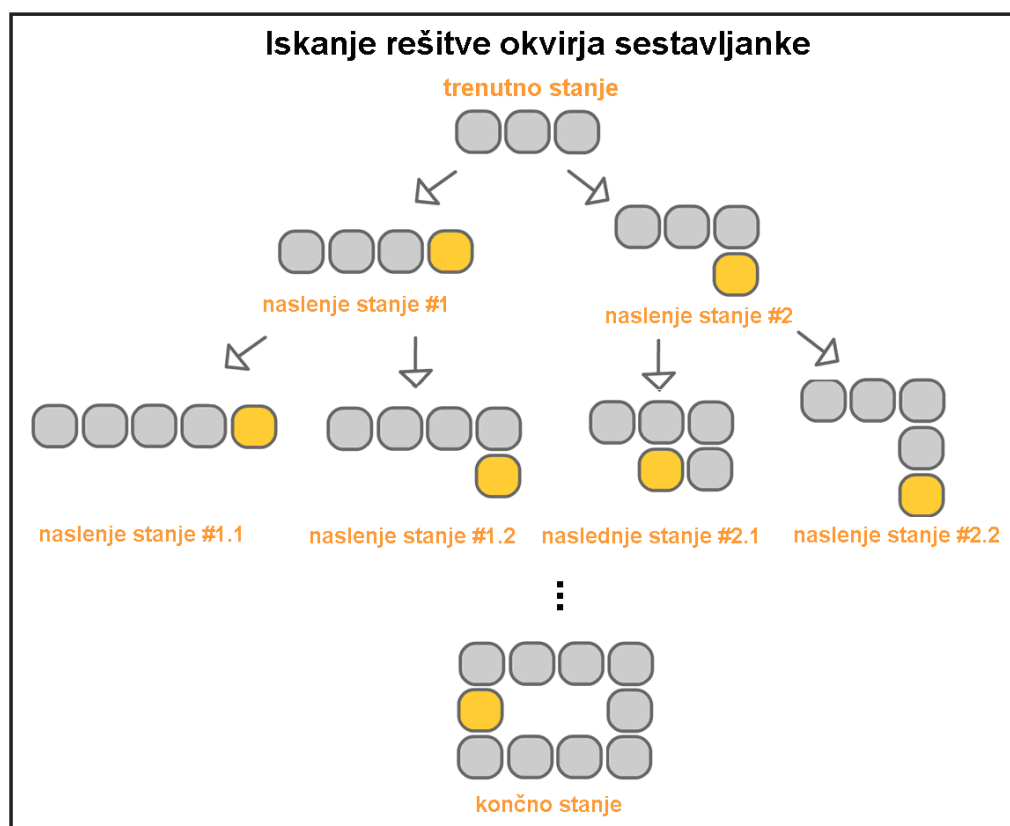 Iskanje rešitve okvirja sestavljanke
trenutno stanje
naslenje stanje #1
naslenje stanje #2
naslenje stanje #1.1
naslenje stanje #1.2
naslednje stanje #2.1
naslenje stanje #2.2
končno stanje